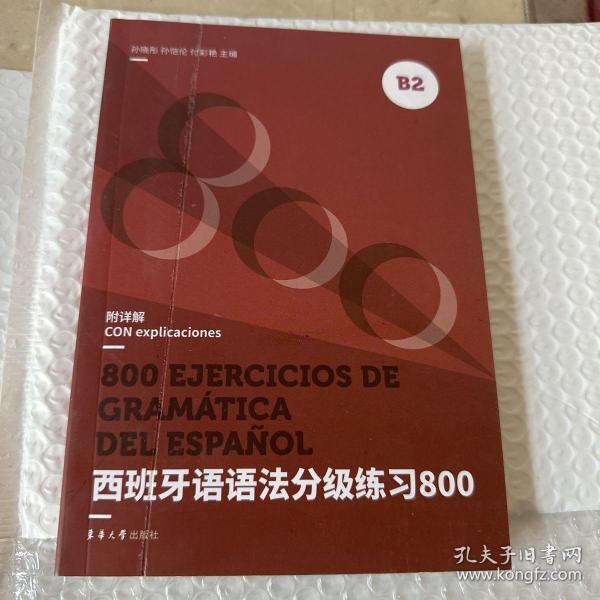 孙晓彤 孙恺伦 付彩艳 主编
B2
800
附详解
CON explicaciones
800 EJERCICIOS DE
GRAMÁTICA
DEL ESPAÑOL
西班牙语语法分级练习800
东华大学出版社
孔夫子旧书网
www.kongfz.com